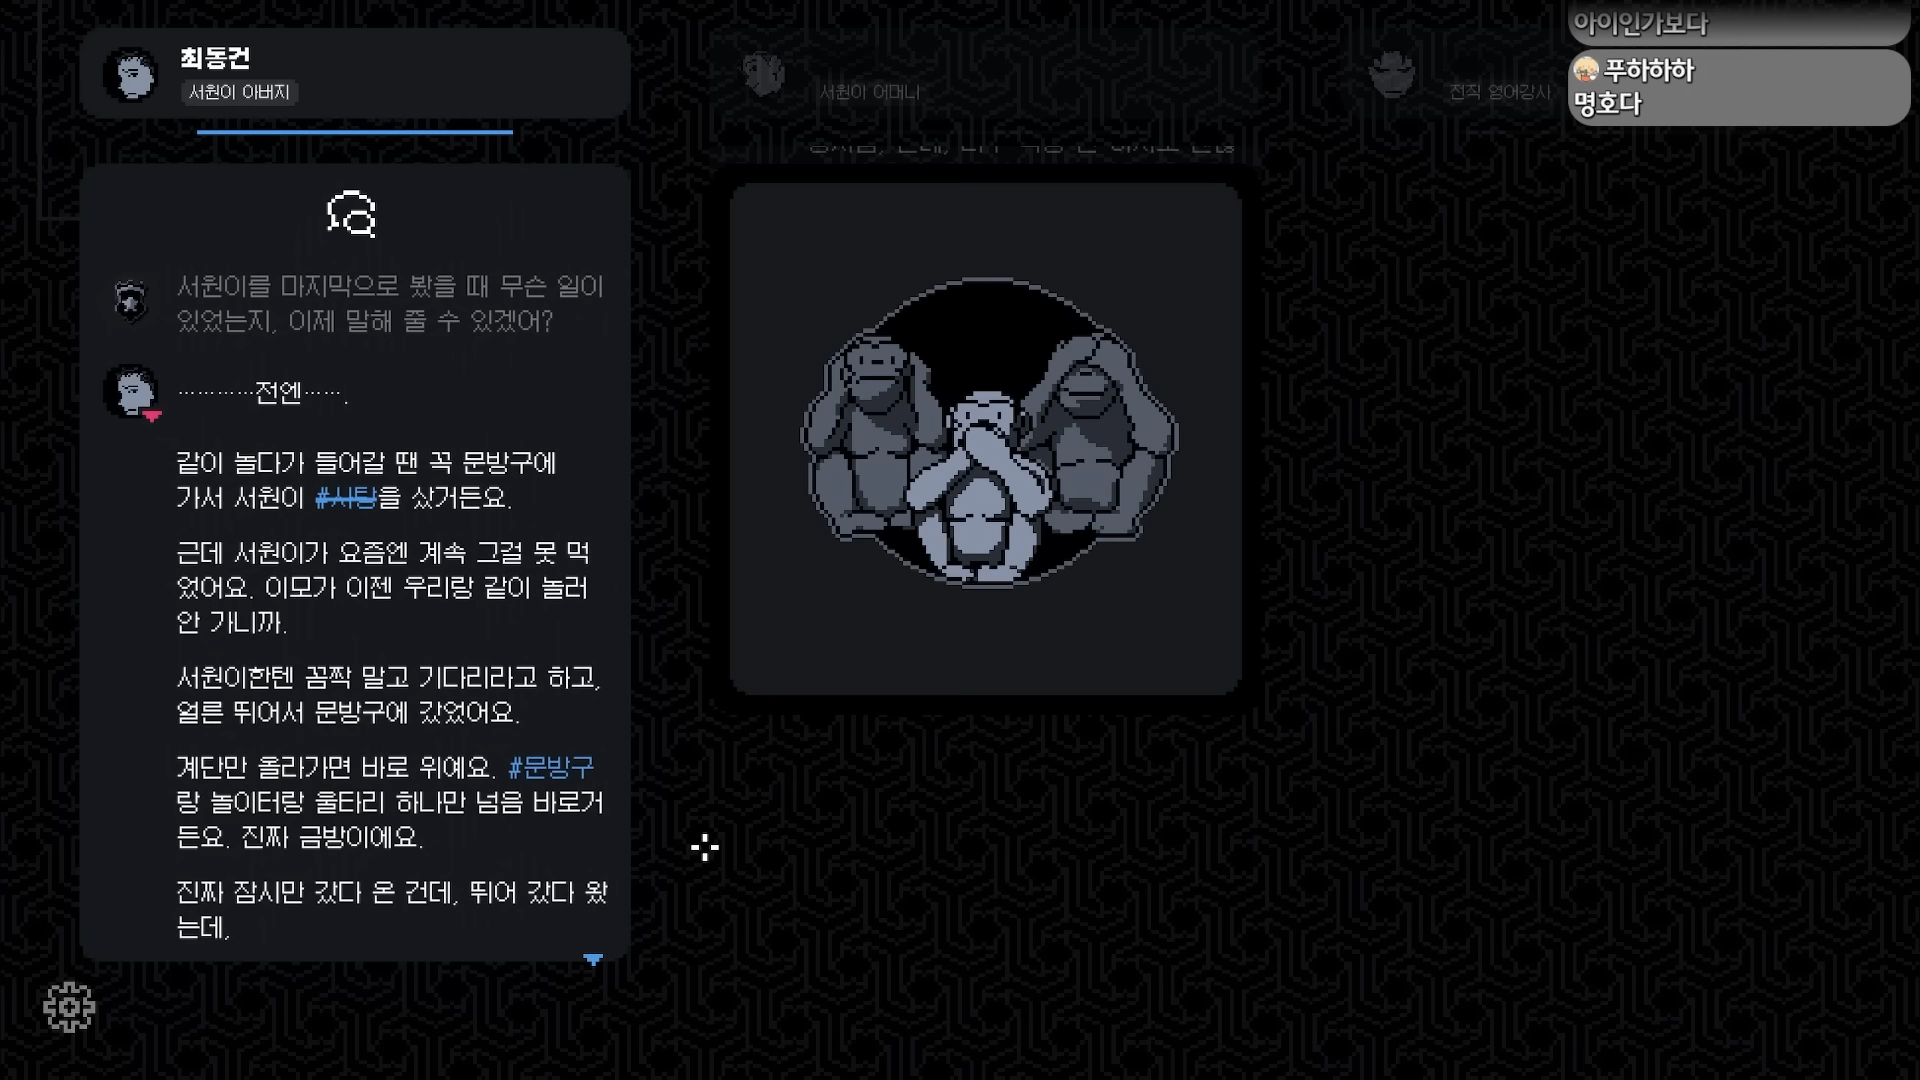 최동건
서원이 아버지
서원이를 마지막으로 봤을 때 무슨 일이
있었는지, 이제 말해 줄 수 있겠어?
…………전엔…….
같이 놀다가 들어갈 땐 꼭 문방구에
가서 서원이 #사탕을 샀거든요.
근데 서원이가 요즘엔 계속 그걸 못 먹
었어요. 이모가 이젠 우리랑 같이 놀러
안 가니까.
서원이한텐 꼼짝 말고 기다리라고 하고,
얼른 뛰어서 문방구에 갔었어요.
계단만 올라가면 바로 위예요. #문방구
랑 놀이터랑 울타리 하나만 넘음 바로거
든요. 진짜 금방이에요.
진짜 잠시만 갔다 온 건데, 뛰어 갔다 왔
는데,
서원이 어머니
전직 영어강사
아이인가보다
푸하하하
명호다